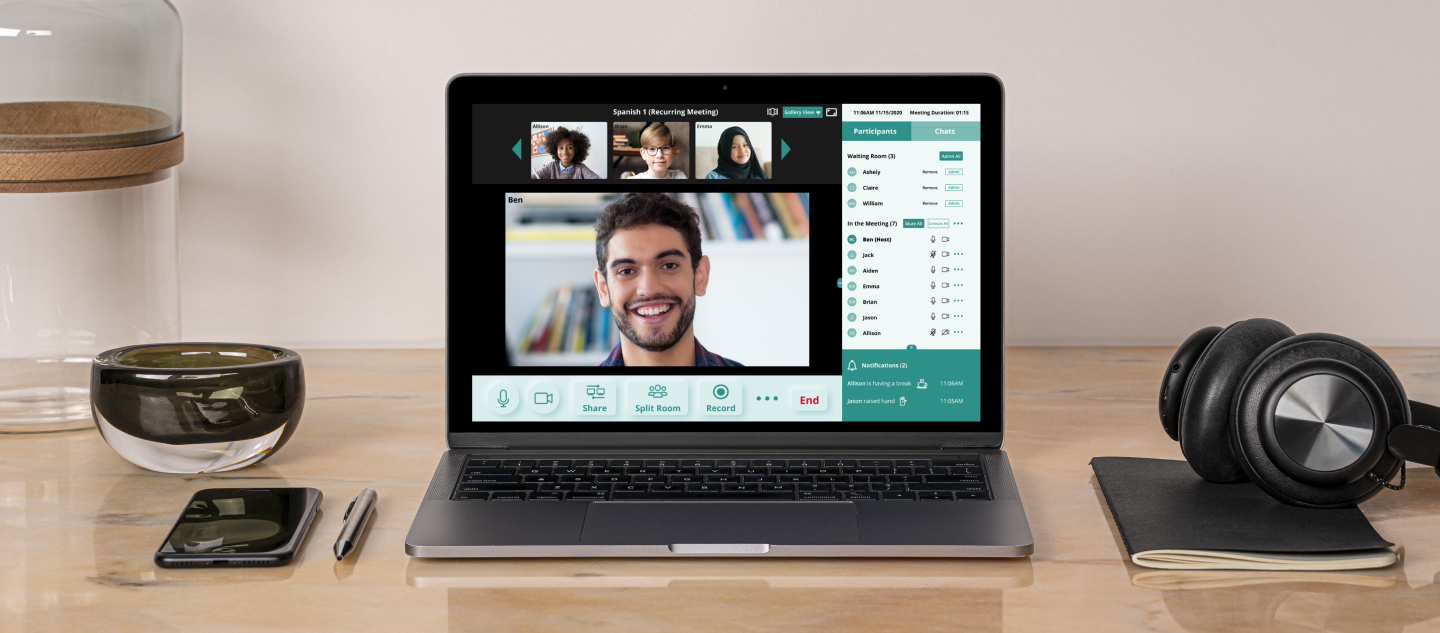 Spanish 1 (Recurring Meeting)
Gallery View
11:06AM 11/15/2020 Meeting Duration: 01:15
Participants
Chats
Allison
Brian
Emma
Ben
Waiting Room (3)
Admit All
Ashely Remove Admit
Claire Remove Admit
William Remove Admit
In the Meeting (7) Mute All Unmute All
Ben (Host)
Jack
Aiden
Emma
Brian
Jason
Allison
Notifications (2)
Allison is having a break 11:06AM
Jason raised hand 11:05AM
Share
Split Room
Record
End